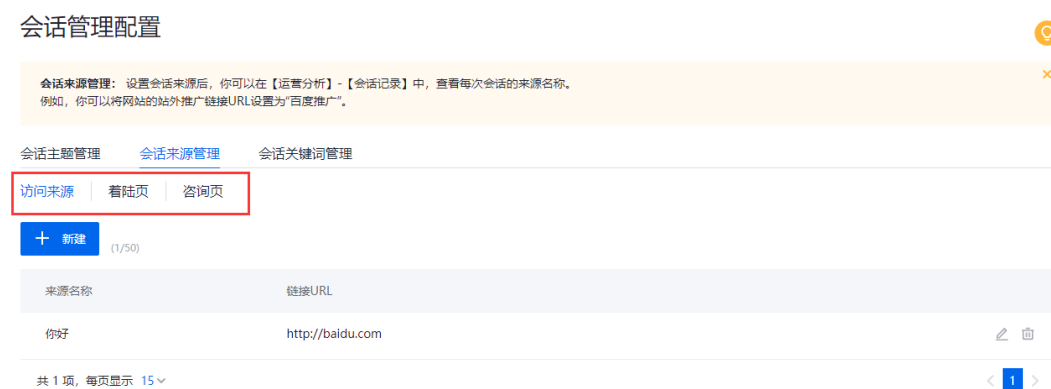 会话管理配置
会话来源管理： 设置会话来源后，你可以在【运营分析】-【会话记录】中，查看每次会话的来源名称。
例如，你可以将网站的站外推广链接URL设置为“百度推广”。
会话主题管理 会话来源管理 会话关键词管理
访问来源 着陆页 咨询页
新建 (1/50)
来源名称 链接URL
你好 http://baidu.com
共 1 项，每页显示 15
1